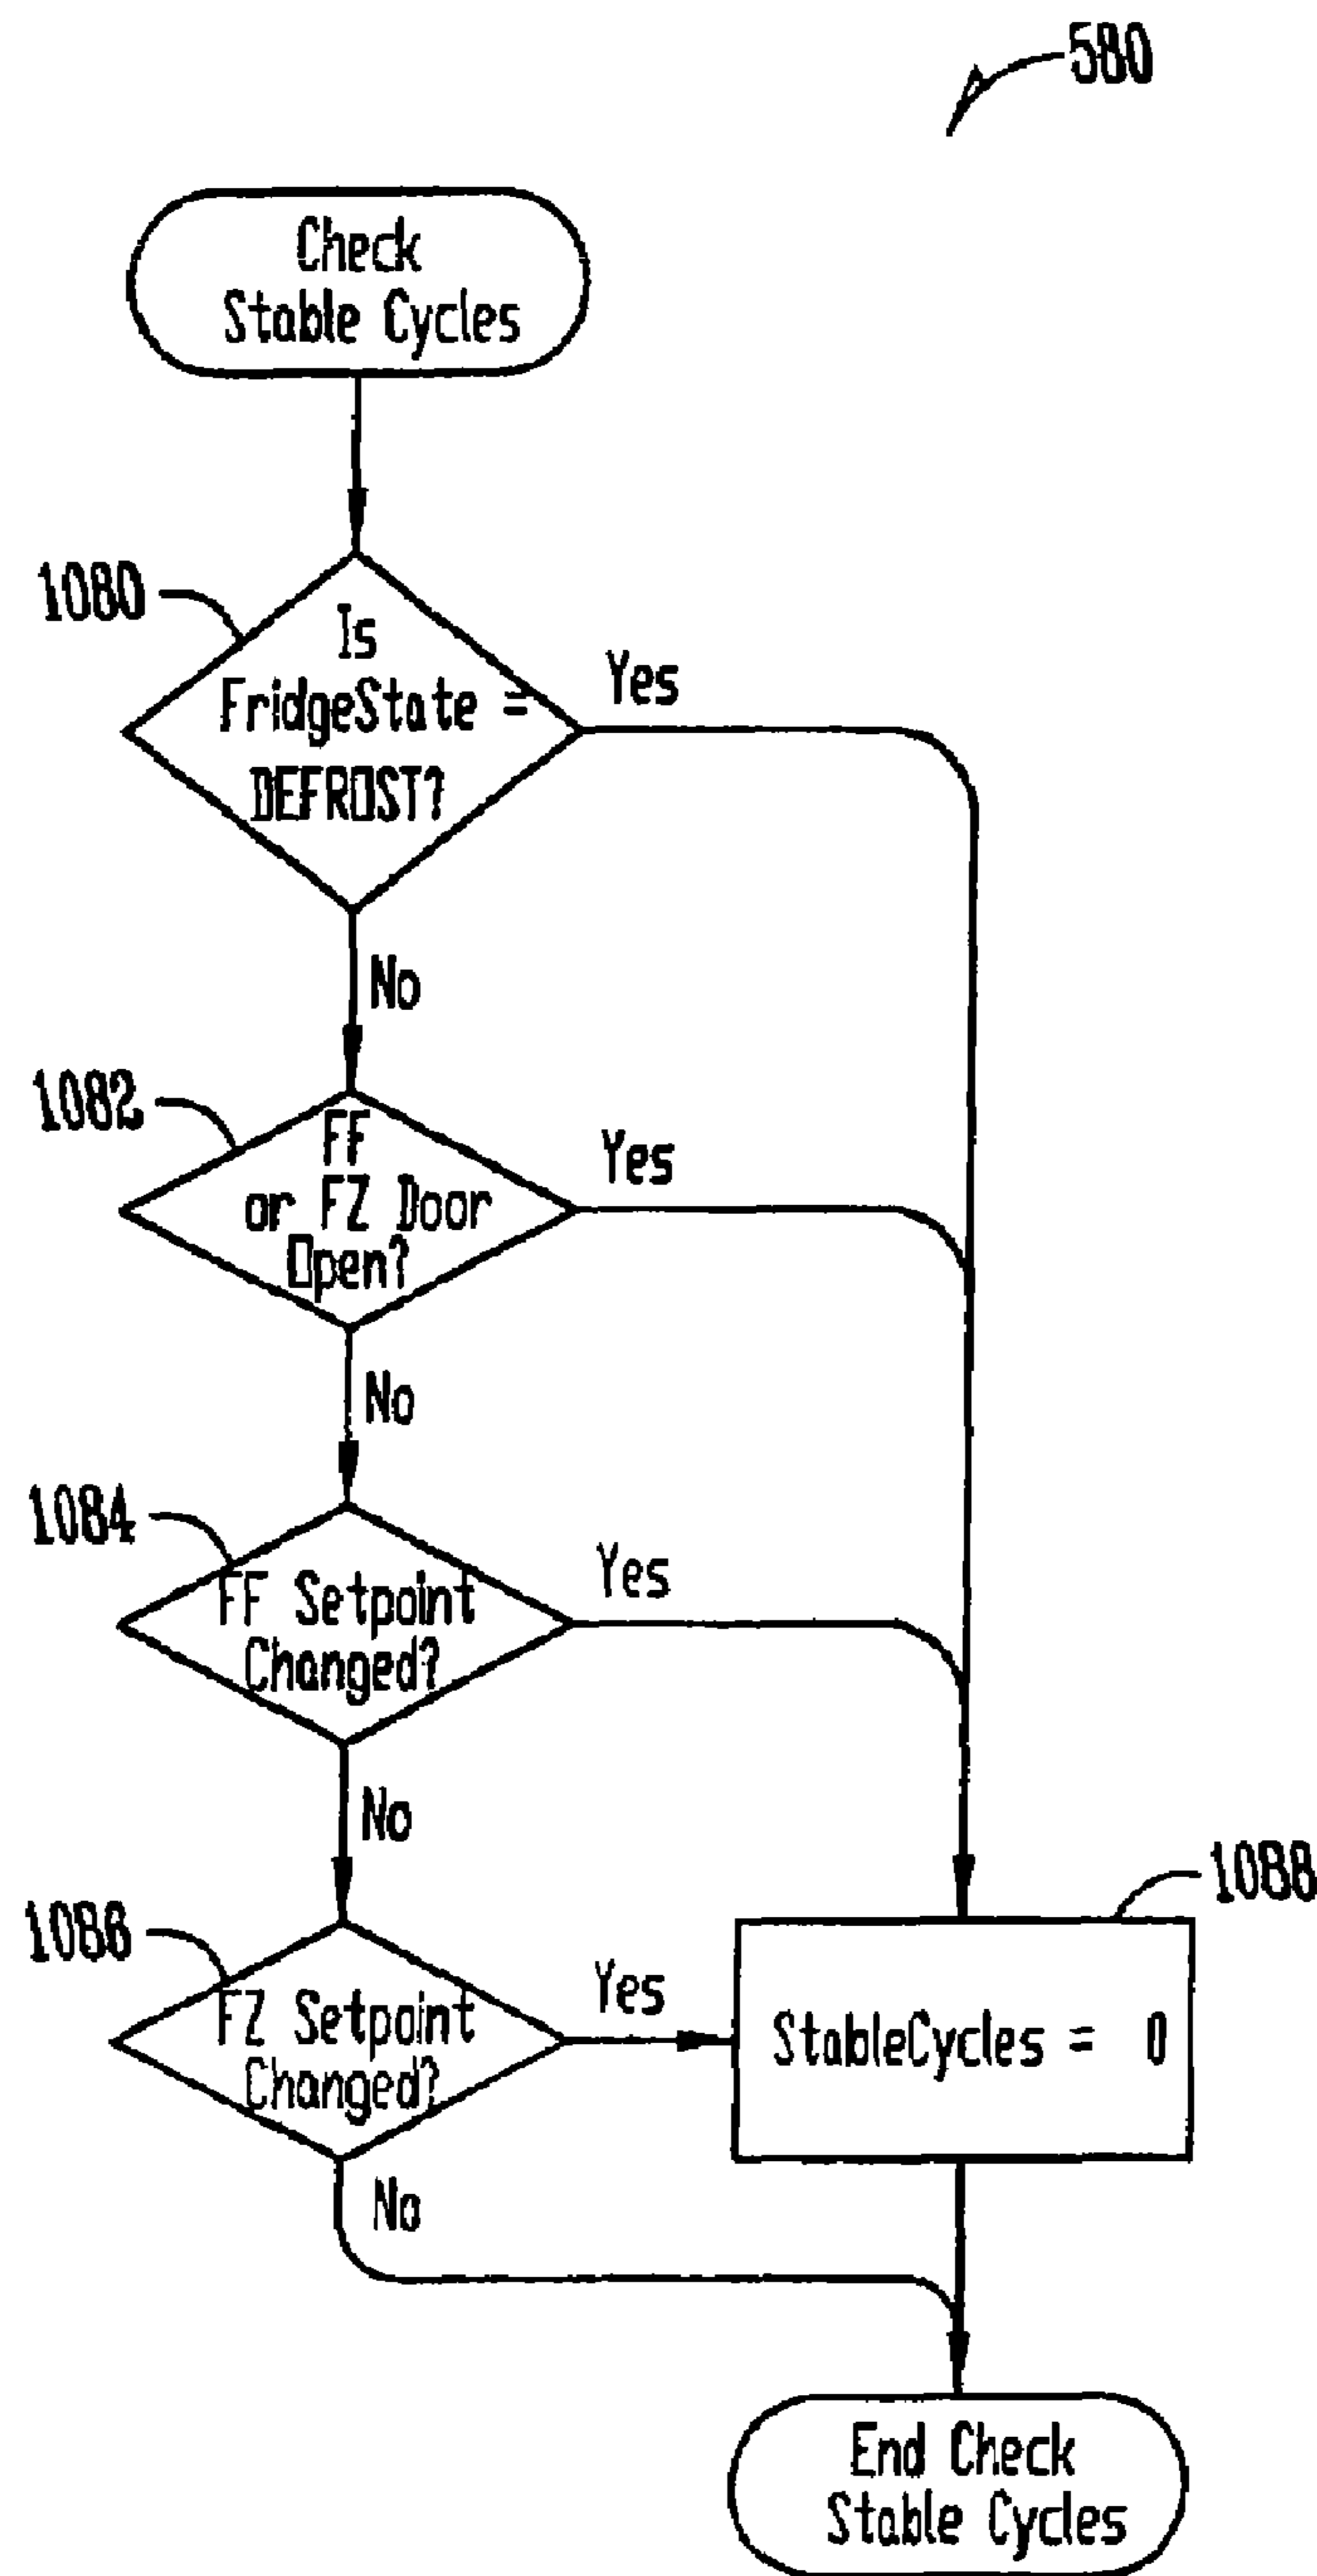 580
Check
Stable Cycles
1080
Is
FridgeState =
DEFROST?
Yes
No
1082
FF
or FZ Door
Open?
Yes
No
1084
FF Setpoint
Changed?
Yes
No
1086
FZ Setpoint
Changed?
Yes
No
1088
StableCycles = 0
End Check
Stable Cycles